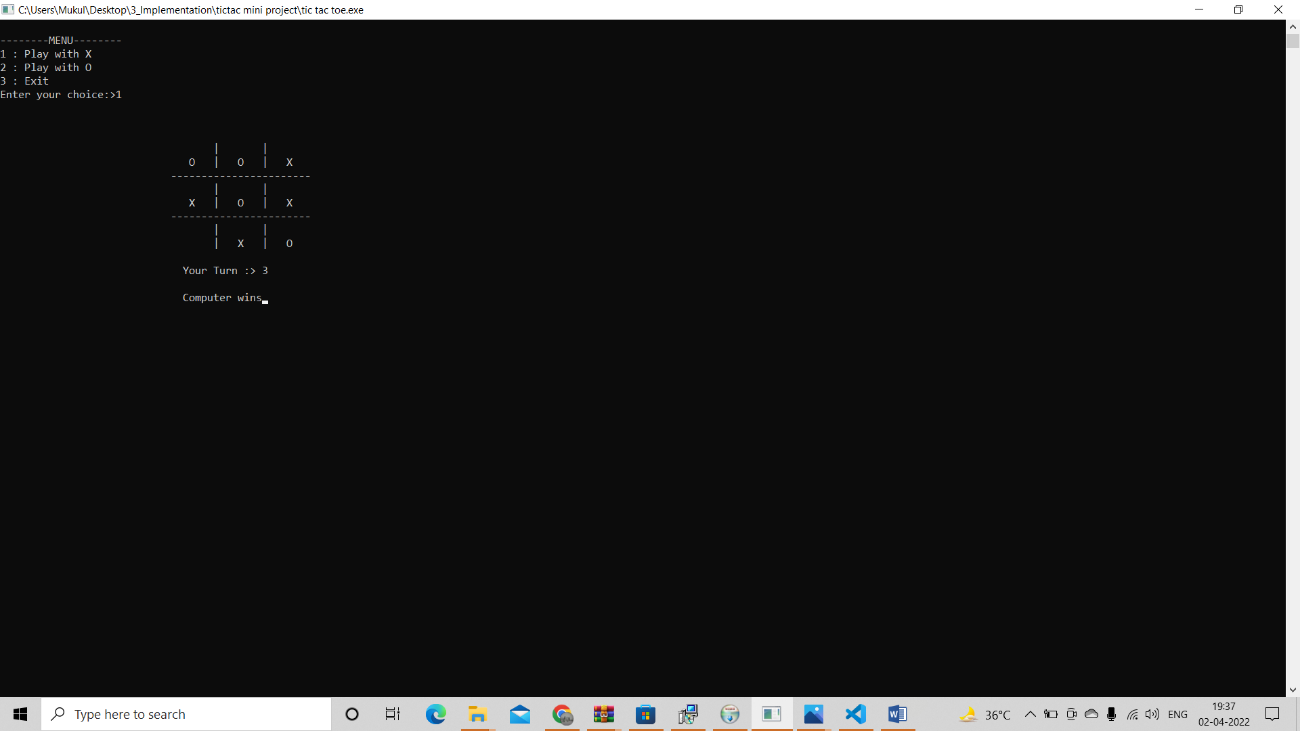 C:\Users\Mukul\Desktop\3_Implementation\tictac mini project\tic tac toe.exe
--------MENU--------
1 : Play with X
2 : Play with O
3 : Exit
Enter your choice:>1
| |
O | O | X
-----------------------
| |
X | O | X
-----------------------
| |
| X | O
Your Turn :> 3
Computer wins
Type here to search
36°C
ENG
19:37
02-04-2022